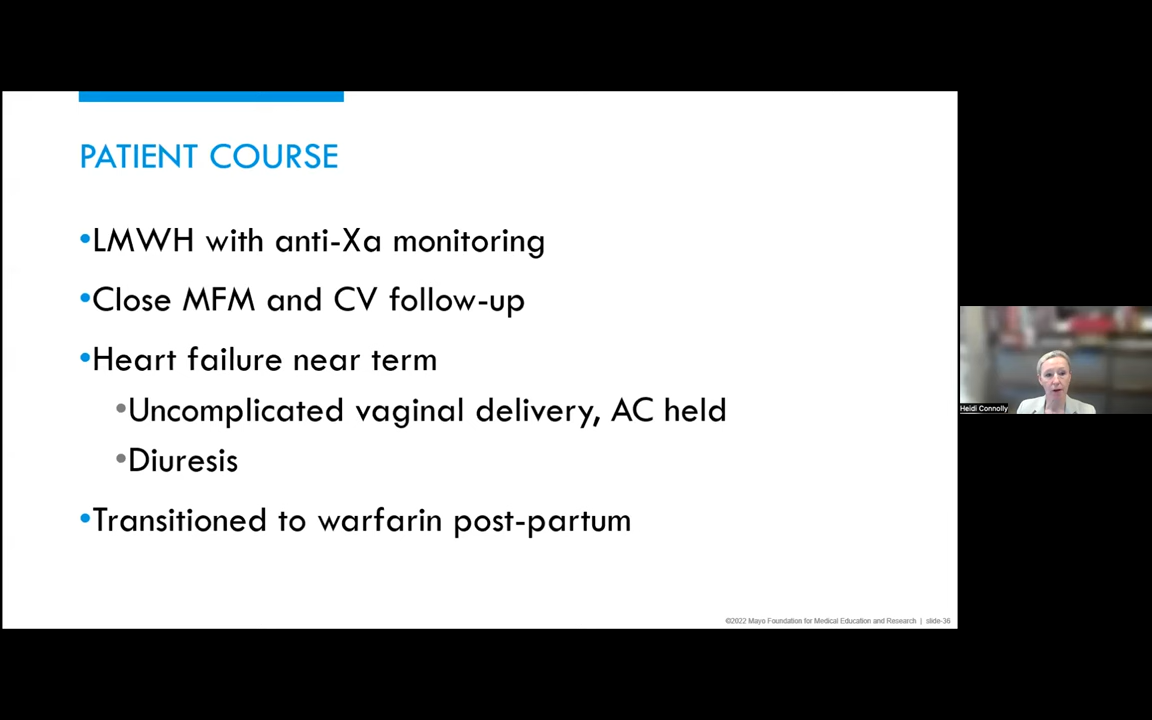 PATIENT COURSE
•LMWH with anti-Xa monitoring
•Close MFM and CV follow-up
•Heart failure near term
•Uncomplicated vaginal delivery, AC held
•Diuresis
•Transitioned to warfarin post-partum
©2022 Mayo Foundation for Medical Education and Research | slide-36
Heidi Connolly